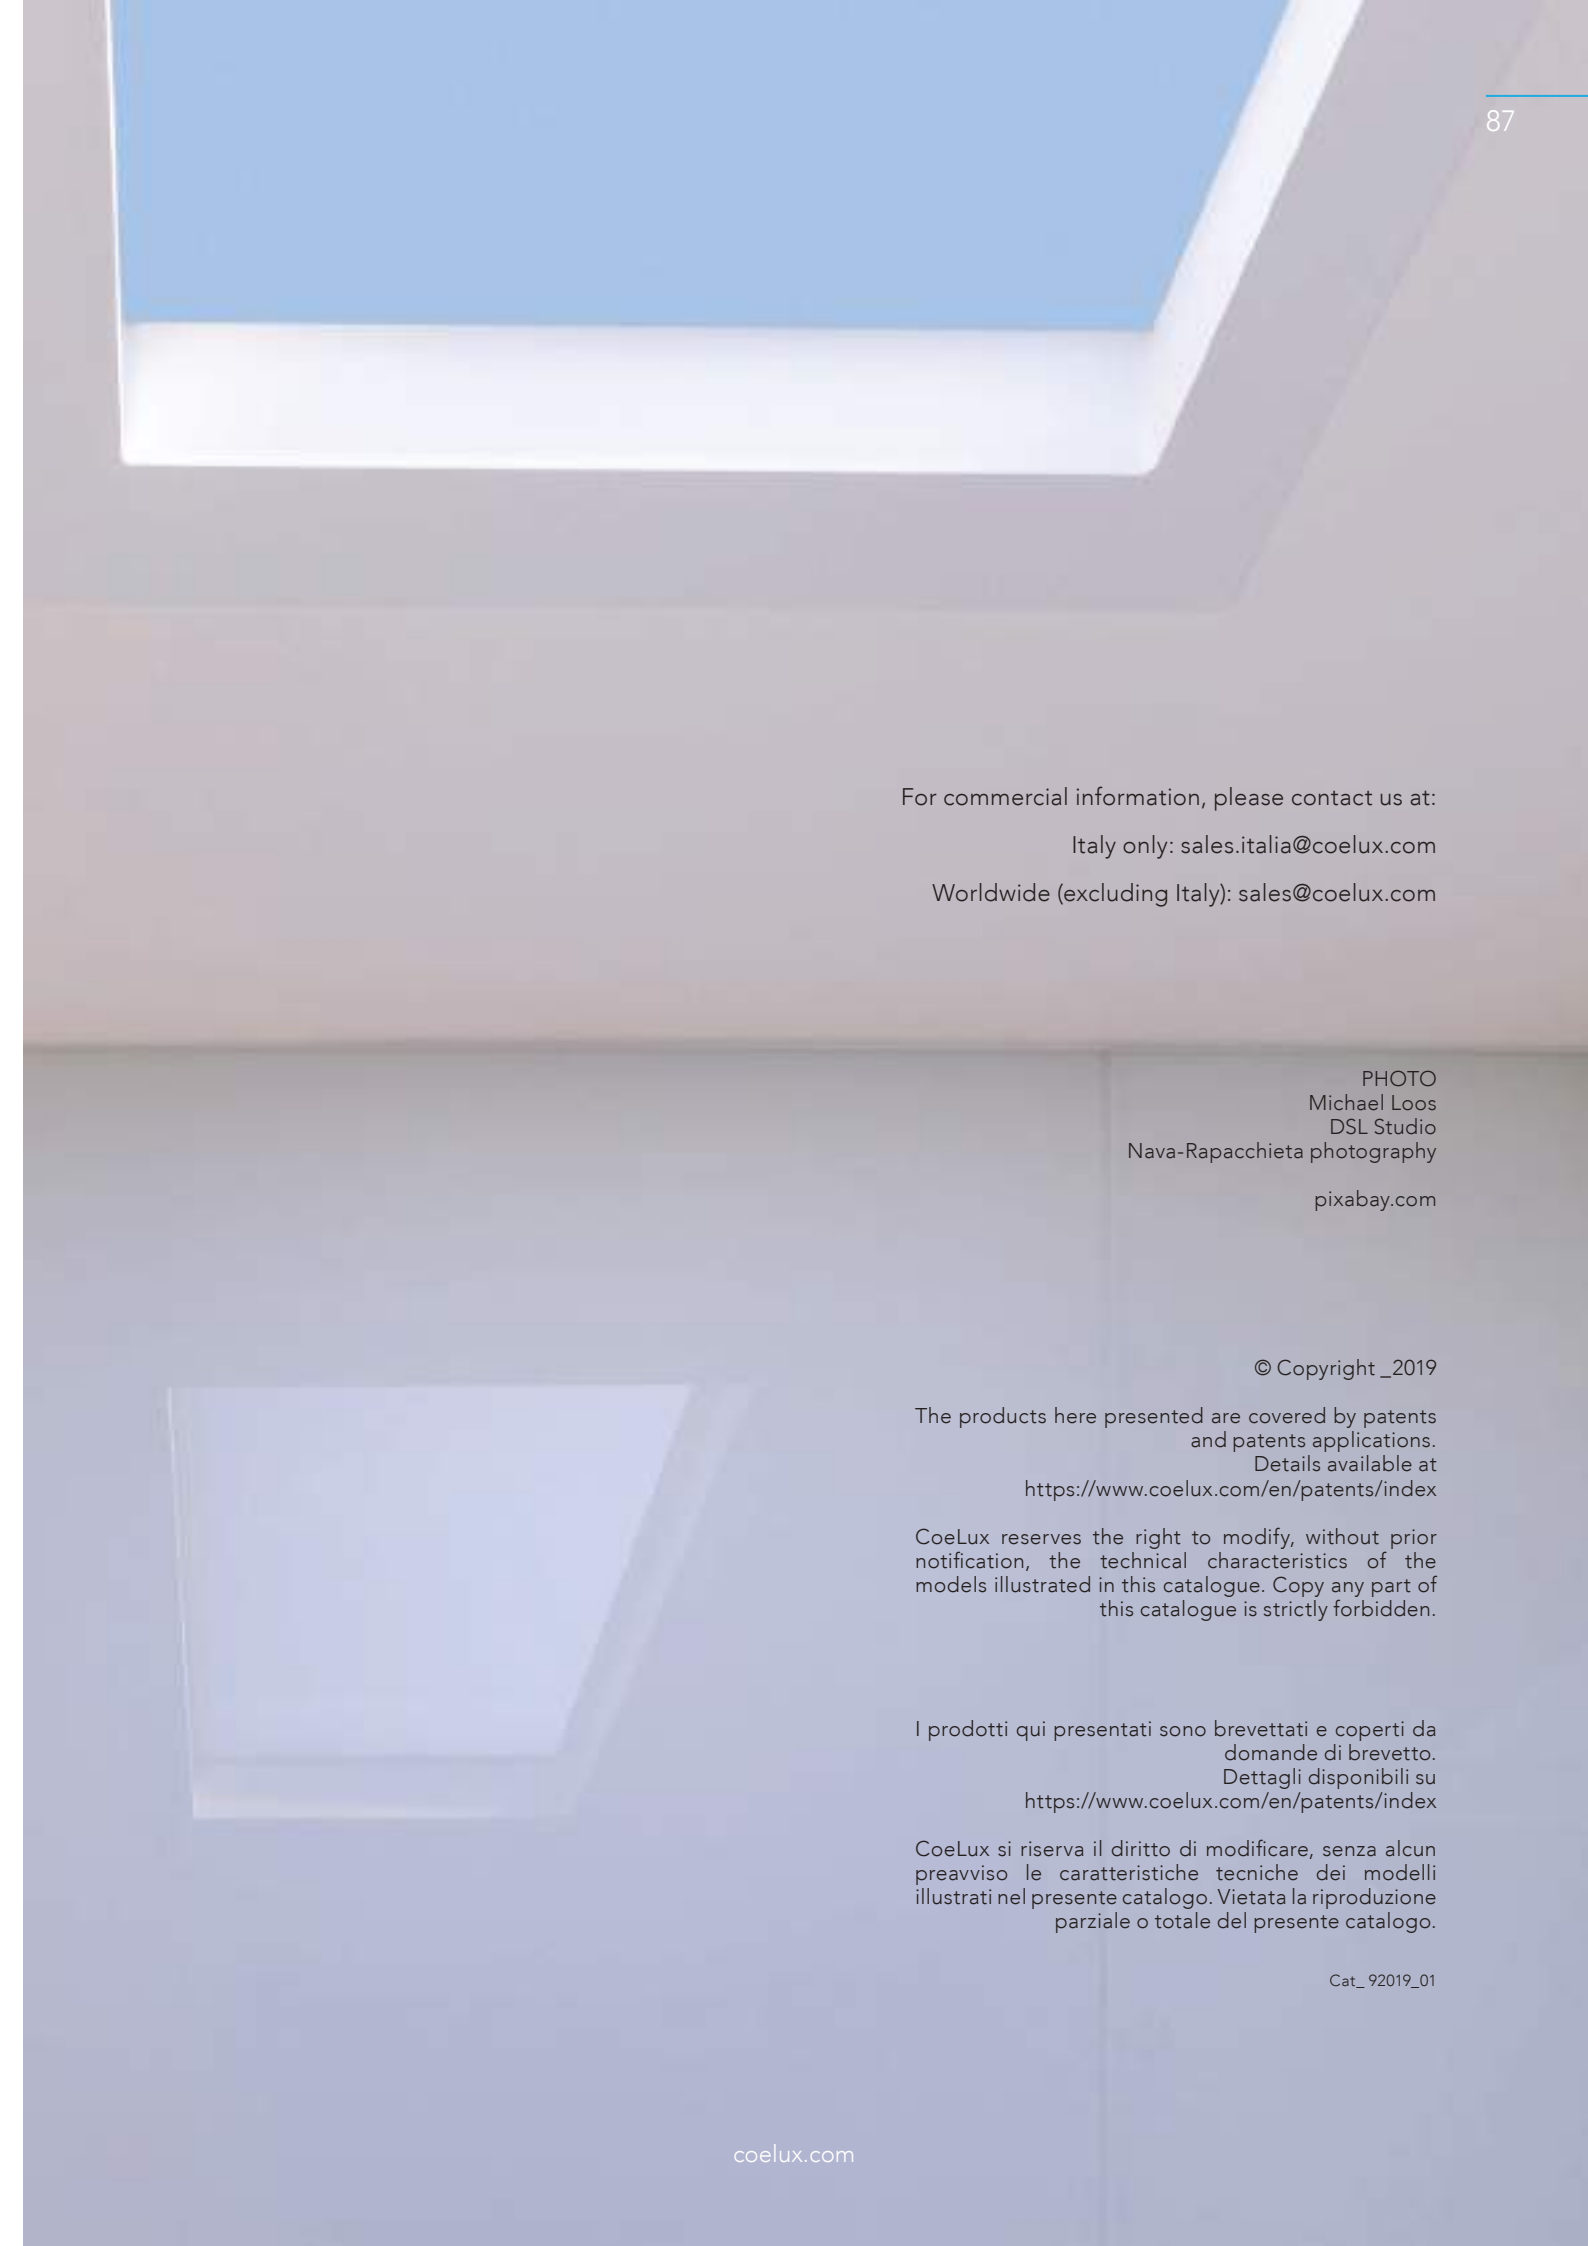 87
For commercial information, please contact us at:
Italy only: sales.italia@coelux.com
Worldwide (excluding Italy): sales@coelux.com
PHOTO
Michael Loos
DSL Studio
Nava-Rapacchieta photography
pixabay.com
© Copyright _2019
The products here presented are covered by patents
and patents applications.
Details available at
https://www.coelux.com/en/patents/index
CoeLux reserves the right to modify, without prior
notification, the technical characteristics of the
models illustrated in this catalogue. Copy any part of
this catalogue is strictly forbidden.
I prodotti qui presentati sono brevettati e coperti da
domande di brevetto.
Dettagli disponibili su
https://www.coelux.com/en/patents/index
CoeLux si riserva il diritto di modificare, senza alcun
preavviso le caratteristiche tecniche dei modelli
illustrati nel presente catalogo. Vietata la riproduzione
parziale o totale del presente catalogo.
Cat_ 92019_01
coelux.com